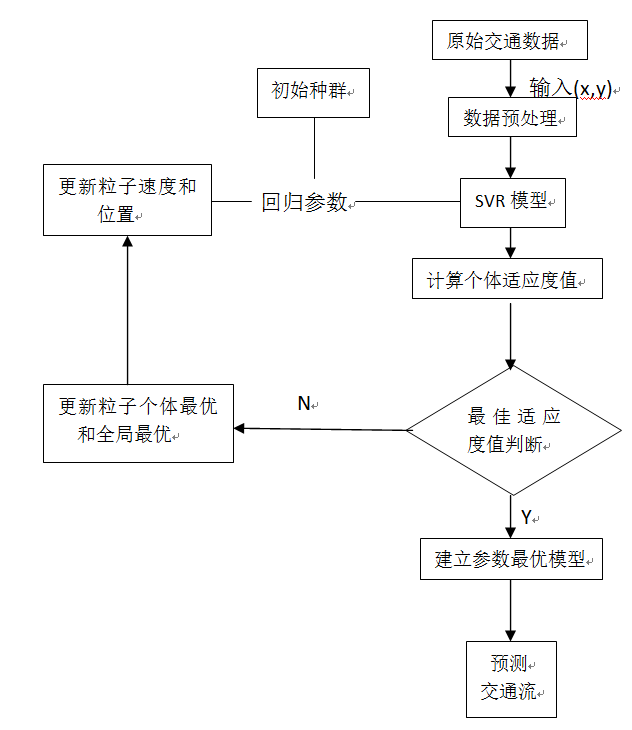 原始交通数据
输入(x,y)
初始种群
数据预处理
更新粒子速度和
位置
回归参数
SVR 模型
计算个体适应度值
更新粒子个体最优
和全局最优
N
最佳适应
度值判断
Y
建立参数最优模型
预测
交通流